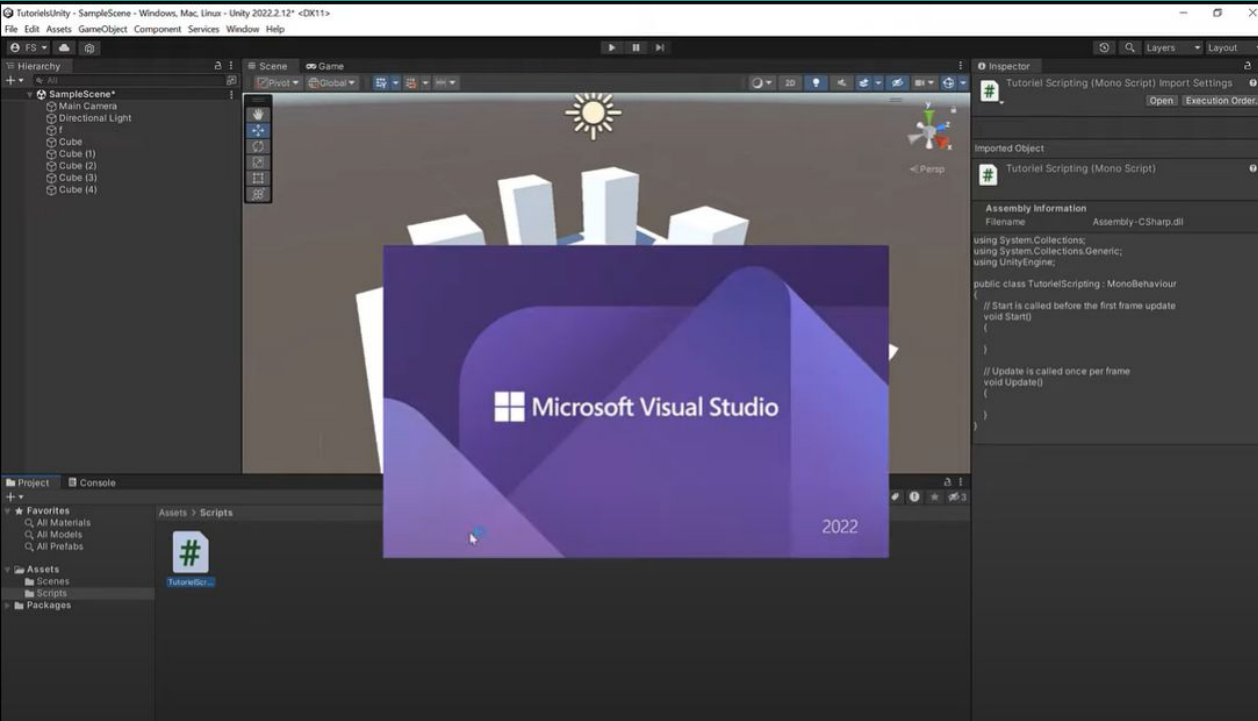 TutorielsUnity - SampleScene - Windows, Mac, Linux - Unity 2022.2.12* <DX11>
File Edit Assets GameObject Component Services Window Help
FS
Layers Layout
Hierarchy
Scene Game
Inspector
All
Pivot Global 2D
SampleScene*
Main Camera
Directional Light
f
Cube
Cube (1)
Cube (2)
Cube (3)
Cube (4)
y
z
x
Persp
Tutoriel Scripting (Mono Script) Import Settings
Open Execution Order.
Imported Object
Tutoriel Scripting (Mono Script)
Assembly Information
Filename Assembly-CSharp.dll
using System.Collections;
using System.Collections.Generic;
using UnityEngine;
public class TutorielScripting : MonoBehaviour
{
// Start is called before the first frame update
void Start()
{
}
// Update is called once per frame
void Update()
{
}
}
Microsoft Visual Studio
2022
Project Console
3
Favorites
All Materials
All Models
All Prefabs
Assets
Scenes
Scripts
Packages
Assets > Scripts
#
TutorielScr...